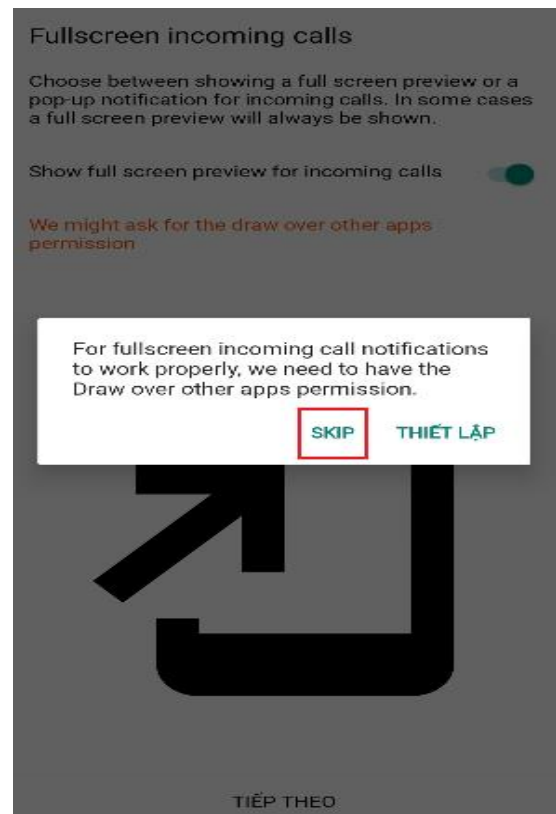 Fullscreen incoming calls
Choose between showing a full screen preview or a
pop-up notification for incoming calls. In some cases
a full screen preview will always be shown.
Show full screen preview for incoming calls
We might ask for the draw over other apps
permission
For fullscreen incoming call notifications
to work properly, we need to have the
Draw over other apps permission.
SKIP THIẾT LẬP
TIẾP THEO